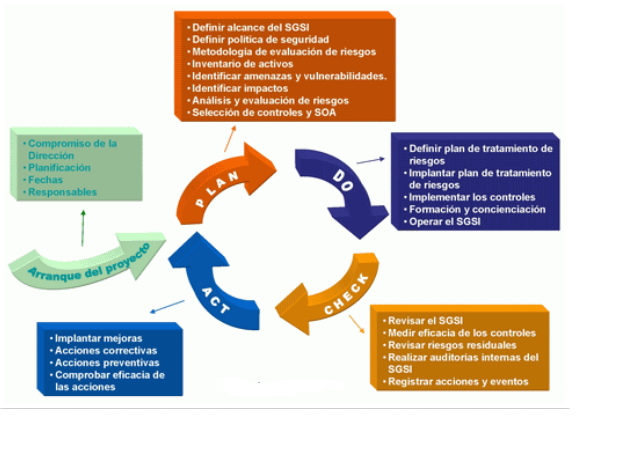 • Definir alcance del SGSI
• Definir política de seguridad
• Metodología de evaluación de riesgos
• Inventario de activos
• Identificar amenazas y vulnerabilidades.
• Identificar impactos
• Análisis y evaluación de riesgos
• Selección de controles y SOA
• Compromiso de la
Dirección
• Planificación
• Fechas
• Responsables
Arranque del proyecto
PLAN
DO
• Definir plan de tratamiento de
riesgos
• Implantar plan de tratamiento
de riesgos
• Implementar los controles
• Formación y concienciación
• Operar el SGSI
CHECK
• Revisar el SGSI
• Medir eficacia de los controles
• Revisar riesgos residuales
• Realizar auditorías internas del
SGSI
• Registrar acciones y eventos
ACT
• Implantar mejoras
• Acciones correctivas
• Acciones preventivas
• Comprobar eficacia de
las acciones